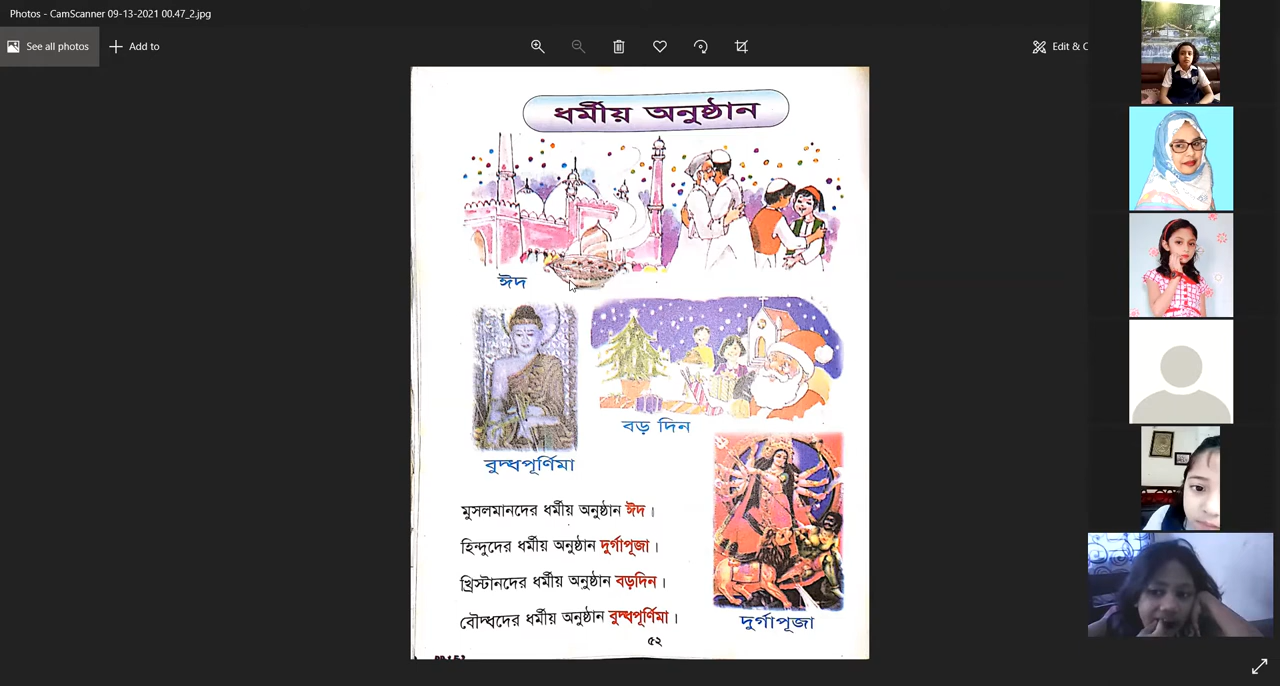 Photos - CamScanner 09-13-2021 00.47_2.jpg
See all photos
Add to
Edit & C
ধর্মীয় অনুষ্ঠান
ঈদ
বড় দিন
বুদ্ধপূর্ণিমা
মুসলমানদের ধর্মীয় অনুষ্ঠান ঈদ।
হিন্দুদের ধর্মীয় অনুষ্ঠান দুর্গাপূজা।
খ্রিস্টানদের ধর্মীয় অনুষ্ঠান বড়দিন।
বৌদ্ধদের ধর্মীয় অনুষ্ঠান বুদ্ধপূর্ণিমা।
দুর্গাপূজা
৫২